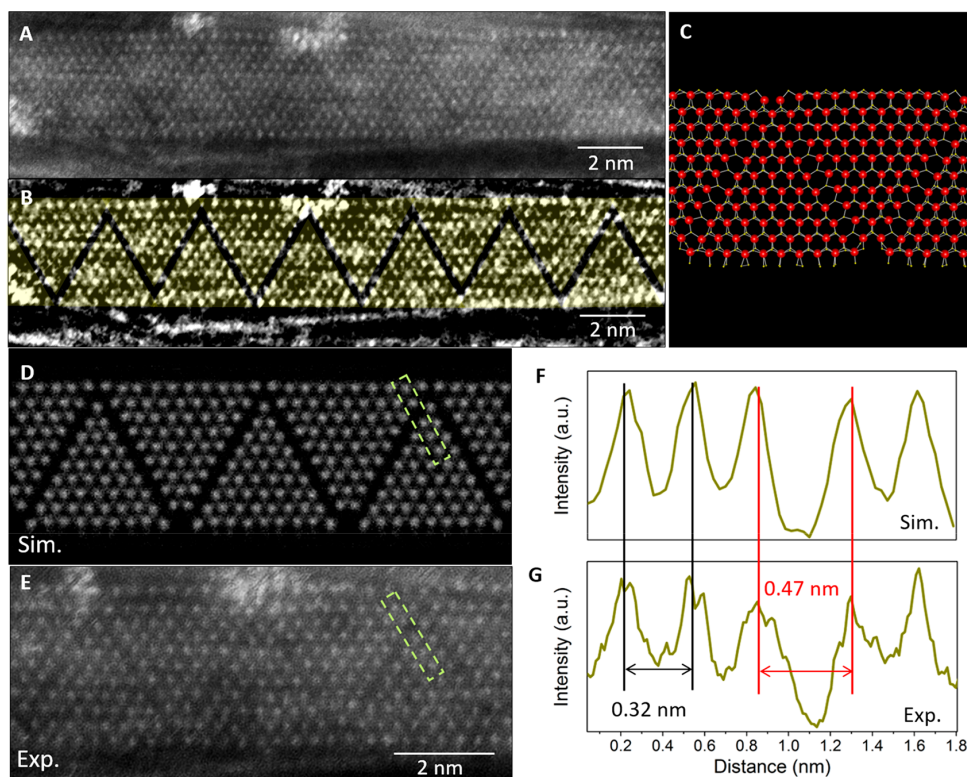 A
2 nm
B
2 nm
C
D
Sim.
E
Exp.
2 nm
F
Intensity (a.u.)
Sim.
G
Intensity (a.u.)
0.47 nm
0.32 nm
Exp.
0.2 0.4 0.6 0.8 1.0 1.2 1.4 1.6 1.8
Distance (nm)